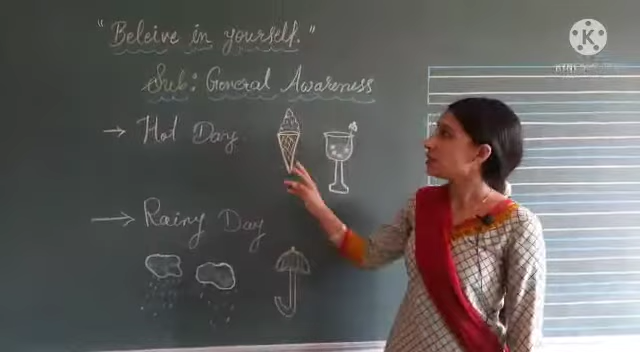 "Beleive in yourself."
Sub: General Awareness
→ Hot Day
→ Rainy Day
K